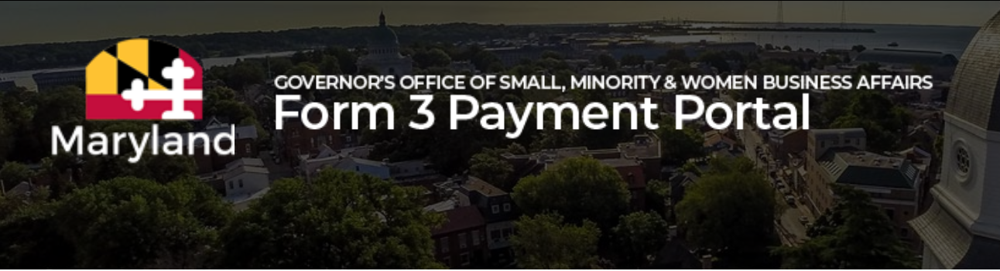 GOVERNOR'S OFFICE OF SMALL, MINORITY & WOMEN BUSINESS AFFAIRS
Form 3 Payment Portal
Maryland